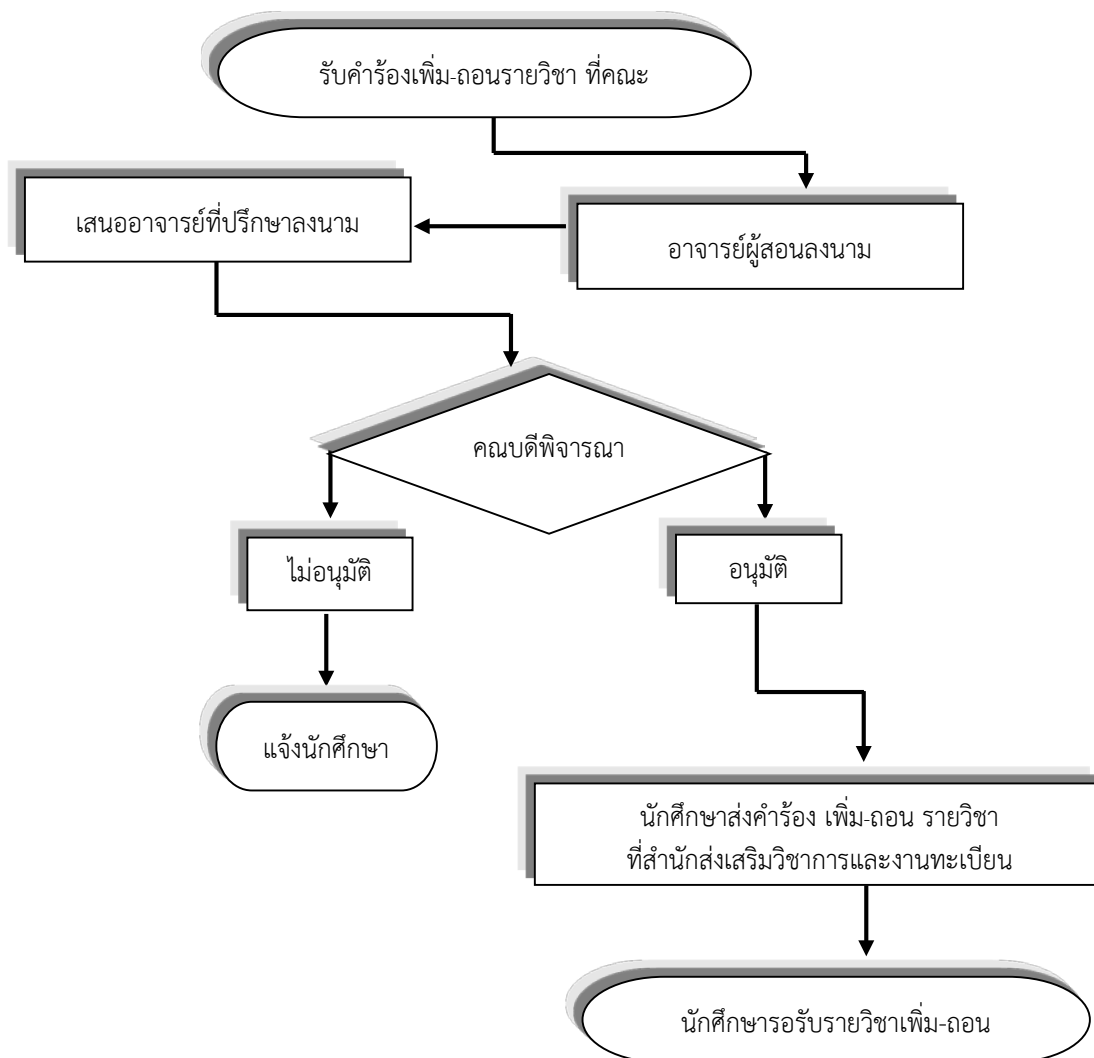 รับคำร้องเพิ่ม-ถอนรายวิชา ที่คณะ
อาจารย์ผู้สอนลงนาม
เสนออาจารย์ที่ปรึกษาลงนาม
คณบดีพิจารณา
ไม่อนุมัติ
อนุมัติ
แจ้งนักศึกษา
นักศึกษาส่งคำร้อง เพิ่ม-ถอน รายวิชา
ที่สำนักส่งเสริมวิชาการและงานทะเบียน
นักศึกษารอรับรายวิชาเพิ่ม-ถอน